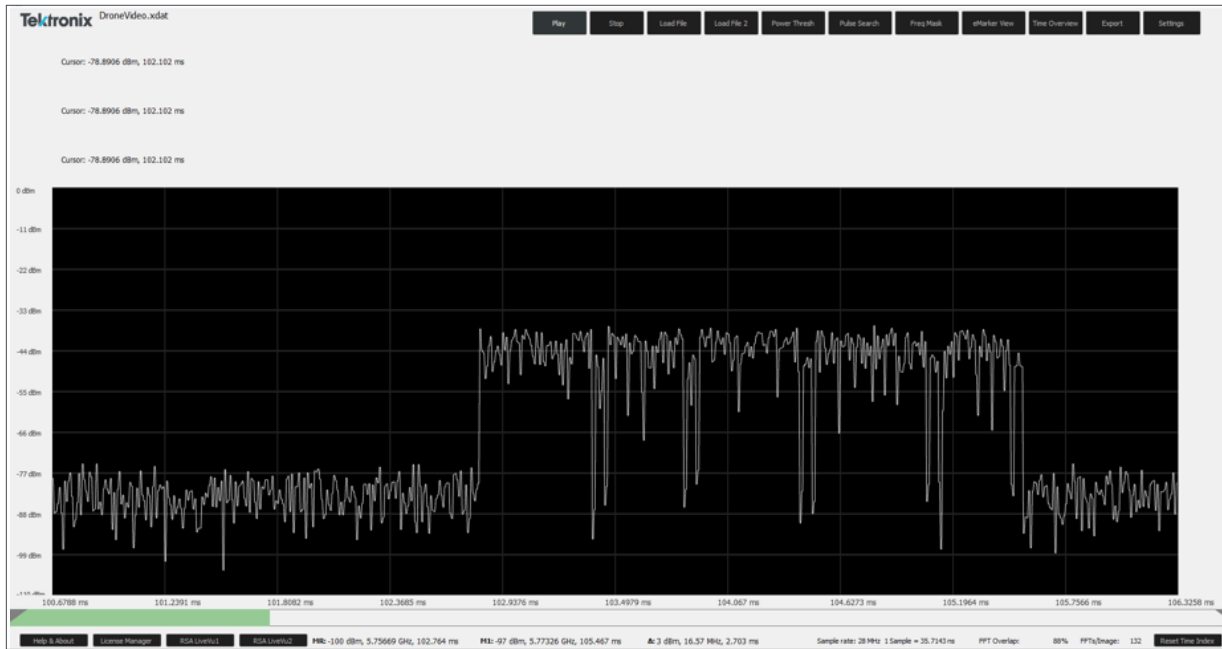 Tektronix DroneVideo.xdat
Play Stop Load File Load File 2 Power Thresh Pulse Search Freq Mask eMarker View Time Overview Export Settings
Cursor: -78.8906 dBm, 102.102 ms
Cursor: -78.8906 dBm, 102.102 ms
Cursor: -78.8906 dBm, 102.102 ms
0 dBm
-11 dBm
-22 dBm
-33 dBm
-44 dBm
-55 dBm
-66 dBm
-77 dBm
-88 dBm
-99 dBm
-110 dBm
100.6788 ms 101.2391 ms 101.8082 ms 102.3685 ms 102.9376 ms 103.4979 ms 104.067 ms 104.6273 ms 105.1964 ms 105.7566 ms 106.3258 ms
Help & About License Manager RSA LiveVu1 RSA LiveVu2 MR: -100 dBm, 5.75669 GHz, 102.764 ms M1: -97 dBm, 5.77326 GHz, 105.467 ms Δ: 3 dBm, 16.57 MHz, 2.703 ms Sample rate: 28 MHz 1 Sample = 35.7143 ns FFT Overlap: 88% FFTs/Image: 132 Reset Time Index